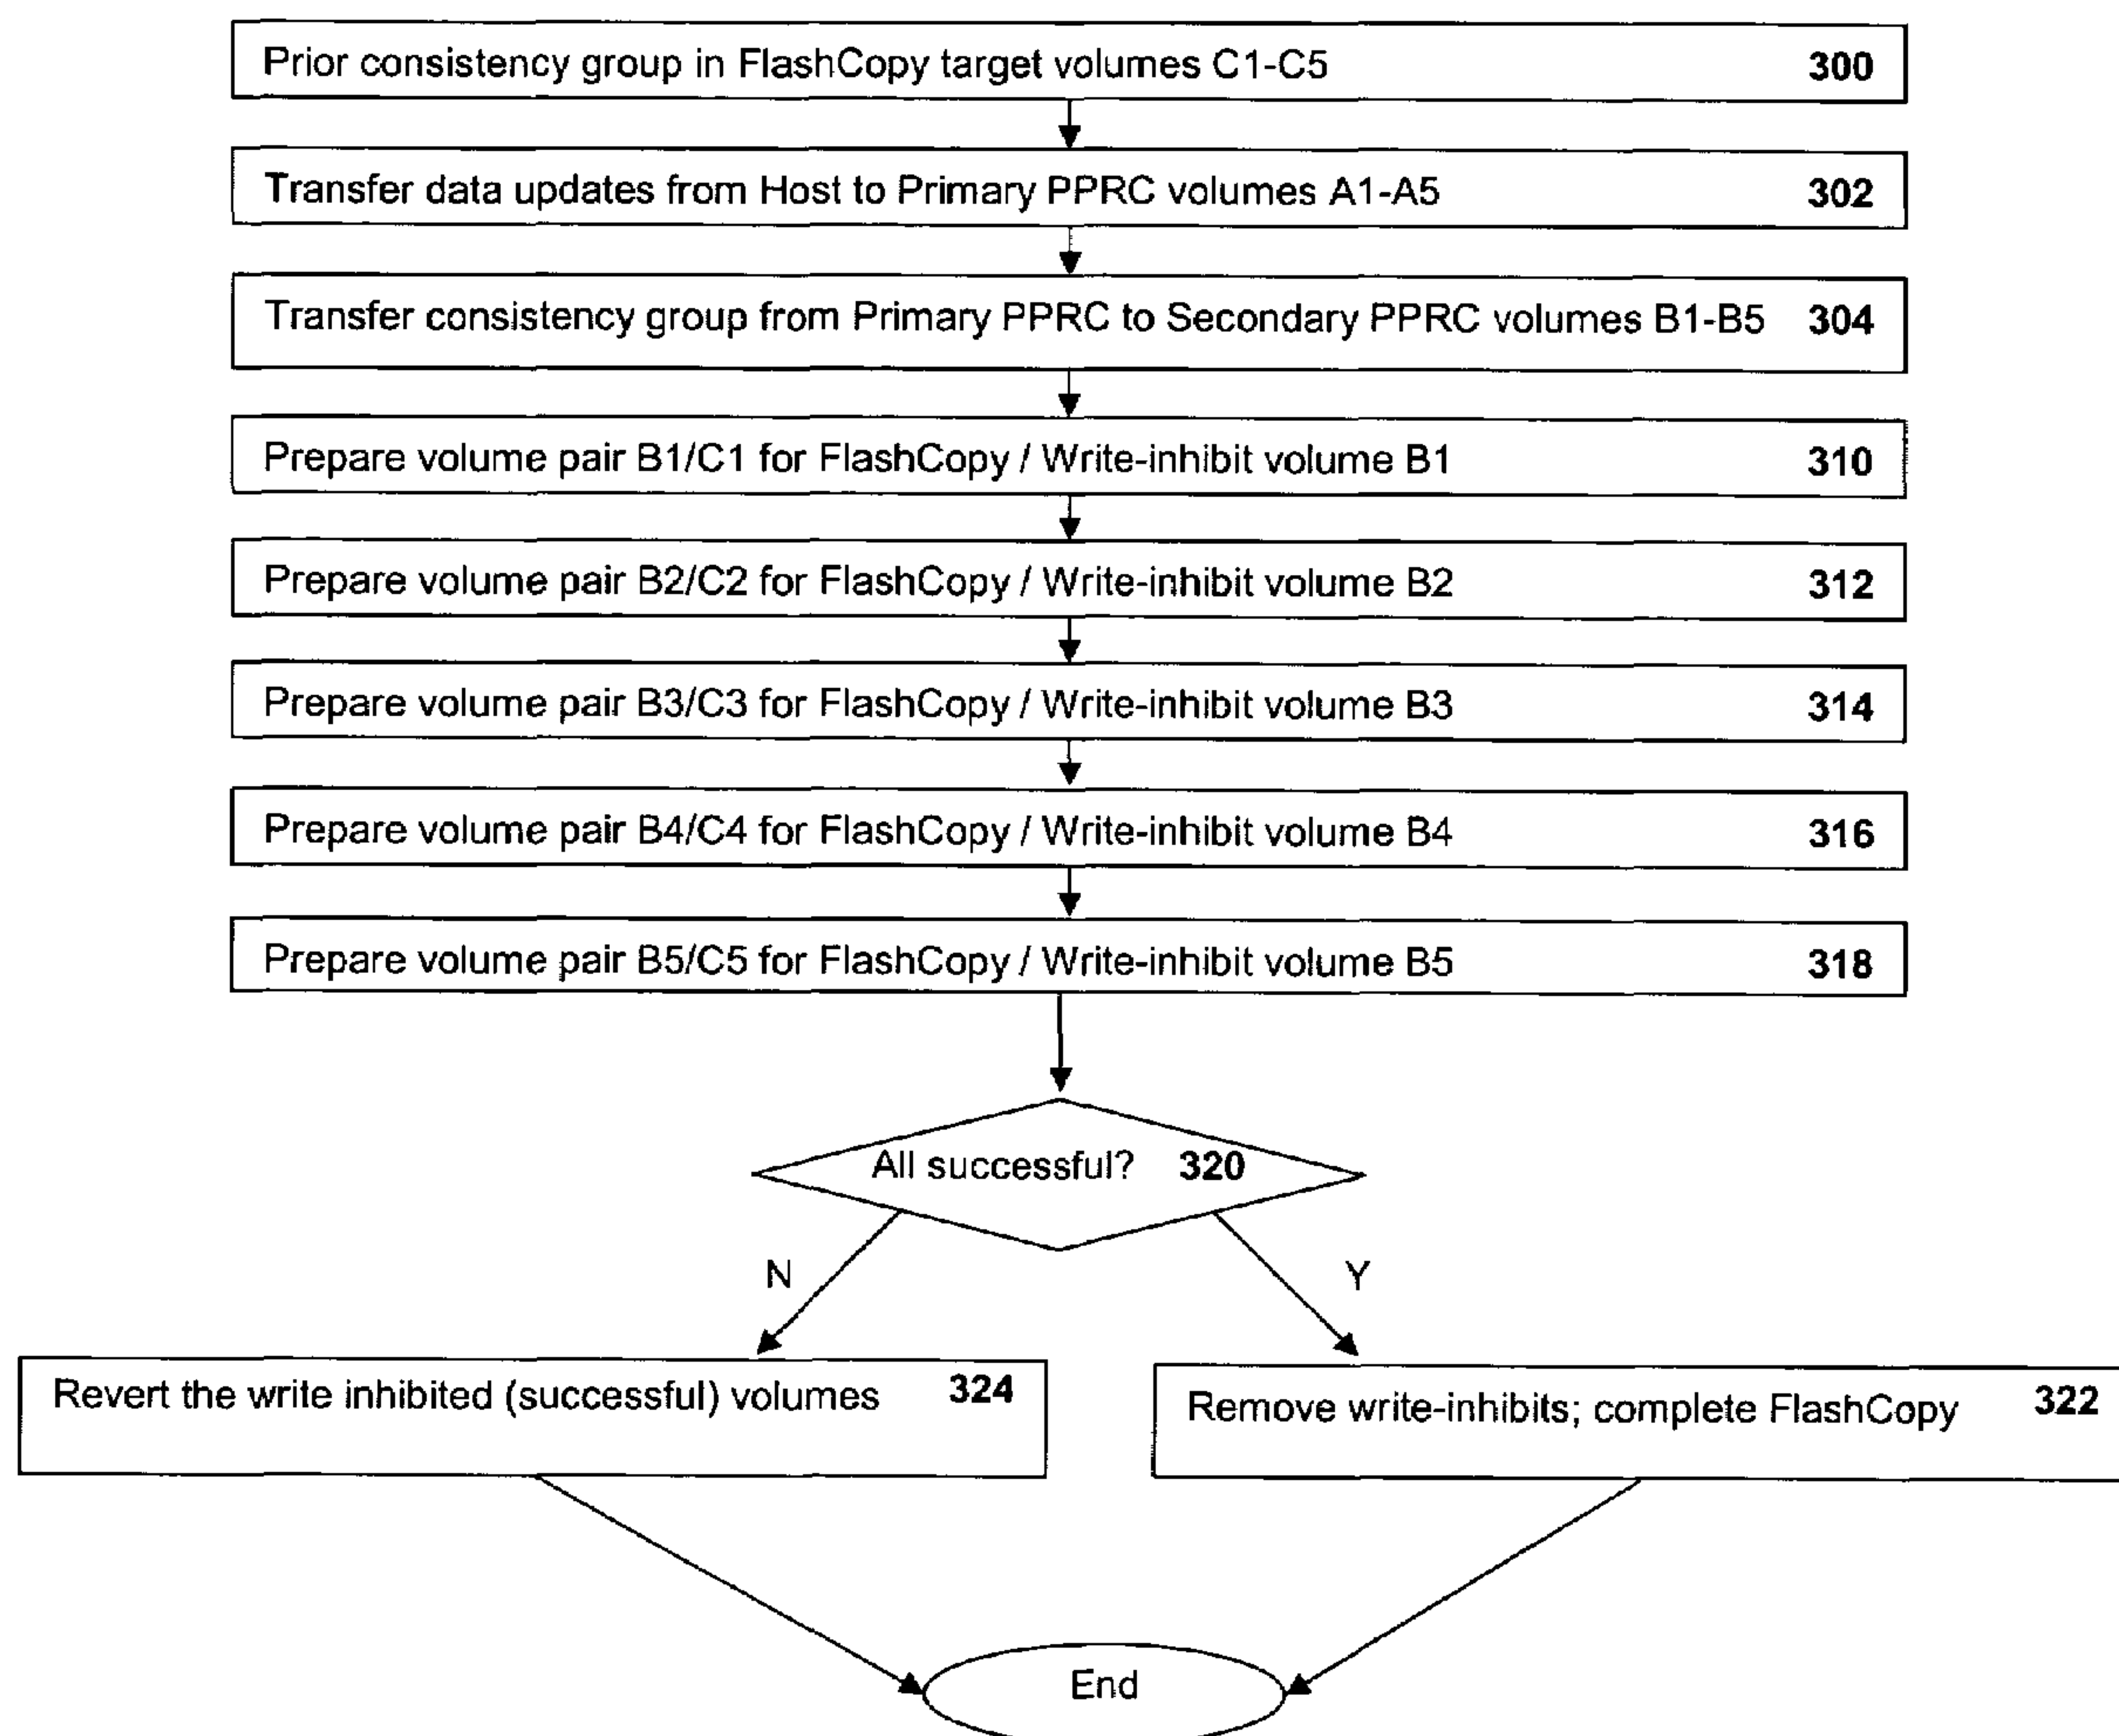 Prior consistency group in FlashCopy target volumes C1-C5 300
Transfer data updates from Host to Primary PPRC volumes A1-A5 302
Transfer consistency group from Primary PPRC to Secondary PPRC volumes B1-B5 304
Prepare volume pair B1/C1 for FlashCopy / Write-inhibit volume B1 310
Prepare volume pair B2/C2 for FlashCopy / Write-inhibit volume B2 312
Prepare volume pair B3/C3 for FlashCopy / Write-inhibit volume B3 314
Prepare volume pair B4/C4 for FlashCopy / Write-inhibit volume B4 316
Prepare volume pair B5/C5 for FlashCopy / Write-inhibit volume B5 318
All successful? 320
N
Y
Revert the write inhibited (successful) volumes 324
Remove write-inhibits; complete FlashCopy 322
End